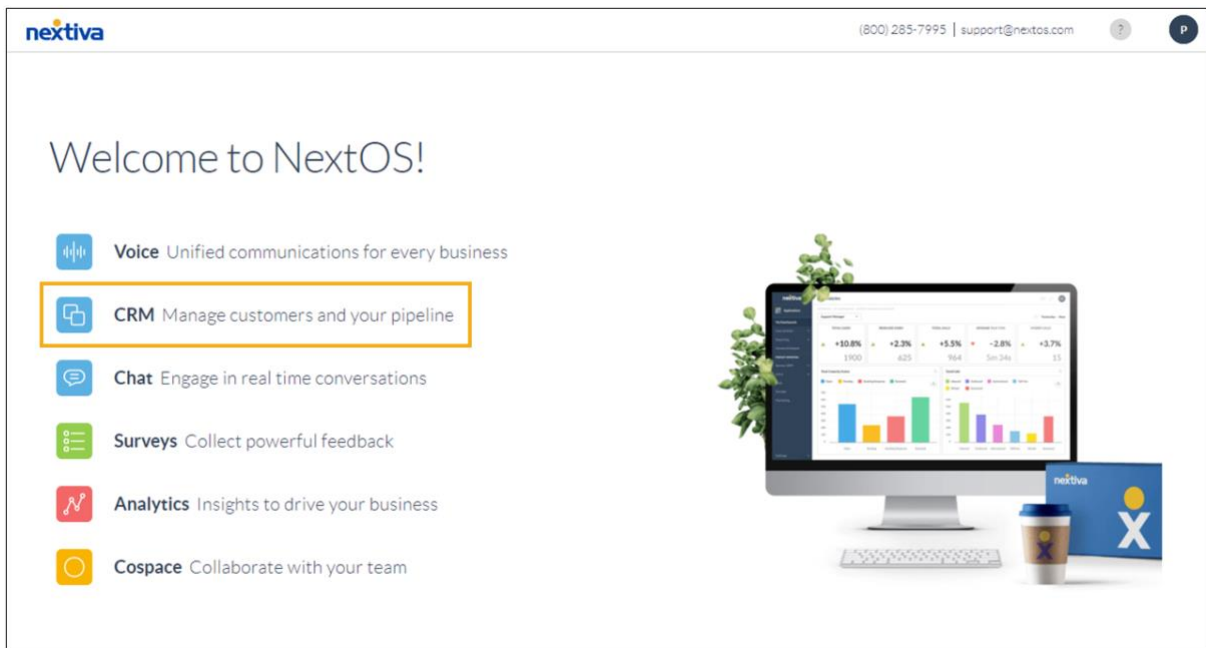 nextiva
(800) 285-7995 | support@nextos.com ? P
Welcome to NextOS!
Voice Unified communications for every business
CRM Manage customers and your pipeline
Chat Engage in real time conversations
Surveys Collect powerful feedback
Analytics Insights to drive your business
Cospace Collaborate with your team
nextiva
+10.8% +2.3% +5.5% -2.8% +3.7%
1900 625 964 5m 24s 15
nextiva